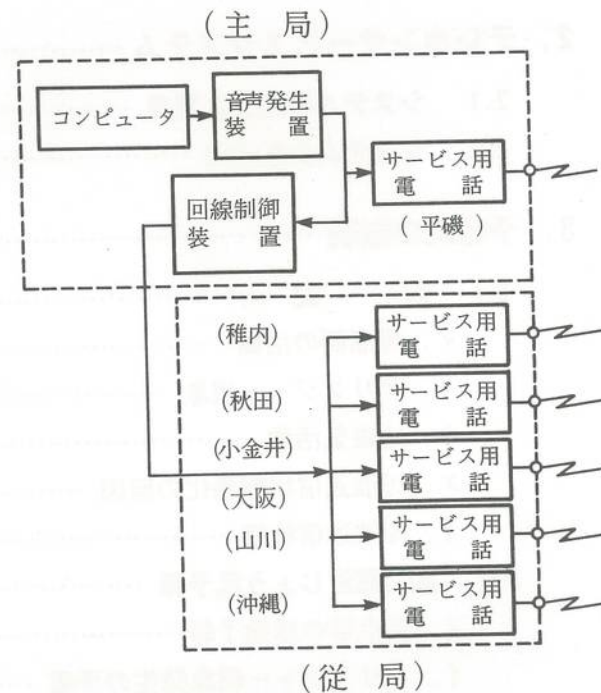 (主 局)
コンピュータ
音声発生
装 置
サービス用
電 話
(平磯)
回線制御
装 置
(稚内)
サービス用
電 話
(秋田)
サービス用
電 話
(小金井)
サービス用
電 話
(大阪)
(山川)
サービス用
電 話
(沖縄)
サービス用
電 話
(従 局)